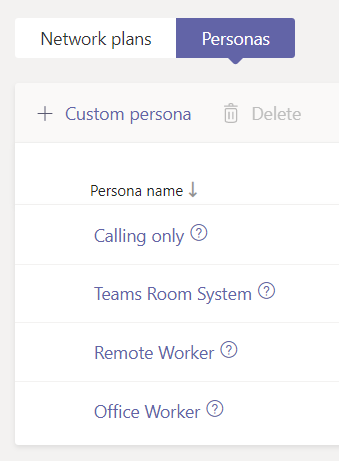 Network plans Personas
+ Custom persona Delete
Persona name ↓
Calling only ?
Teams Room System ?
Remote Worker ?
Office Worker ?